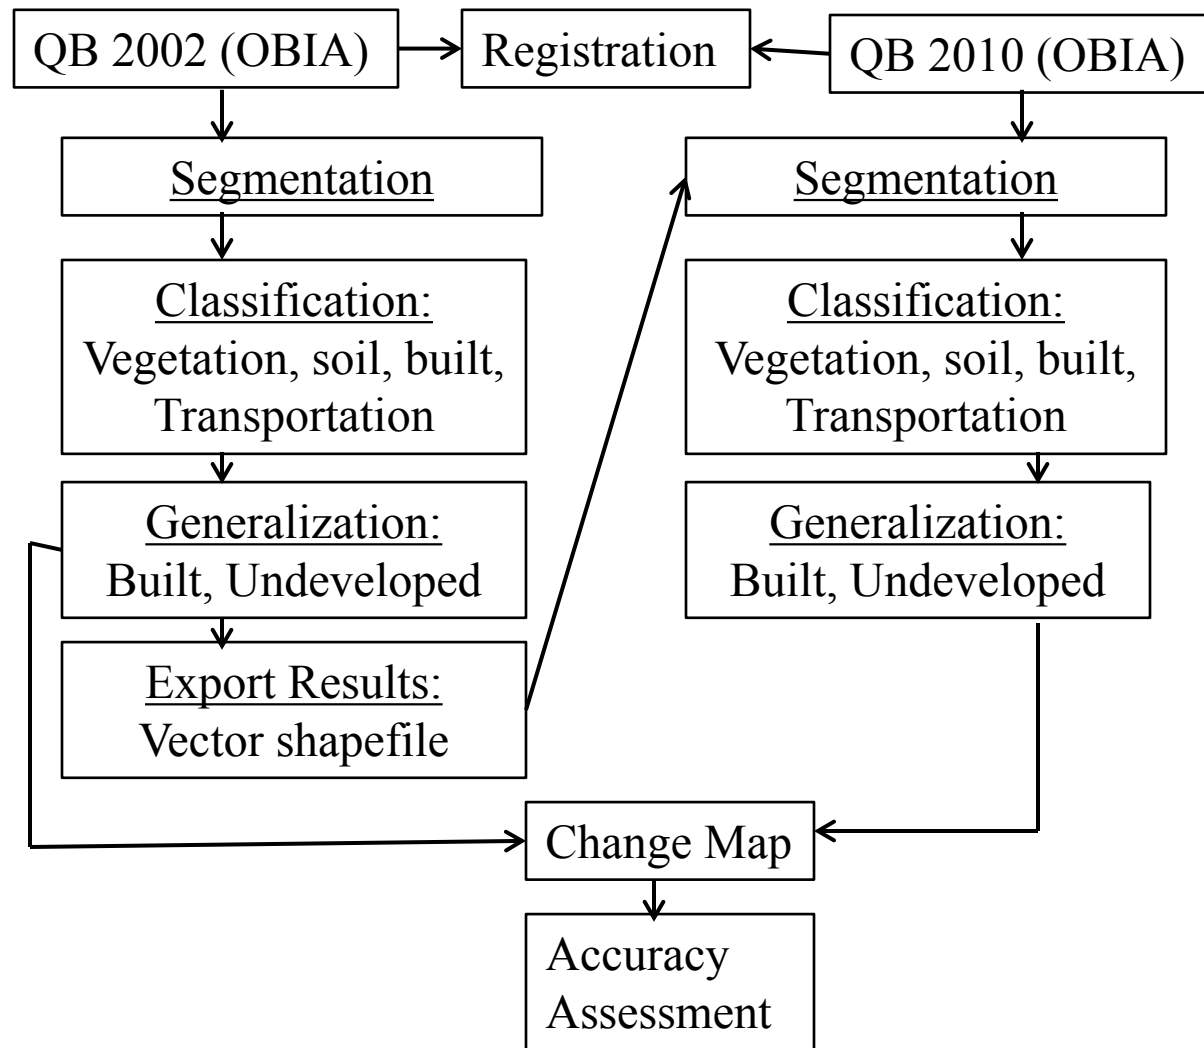 QB 2002 (OBIA)
Registration
QB 2010 (OBIA)
Segmentation
Segmentation
Classification:
Vegetation, soil, built,
Transportation
Classification:
Vegetation, soil, built,
Transportation
Generalization:
Built, Undeveloped
Generalization:
Built, Undeveloped
Export Results:
Vector shapefile
Change Map
Accuracy
Assessment